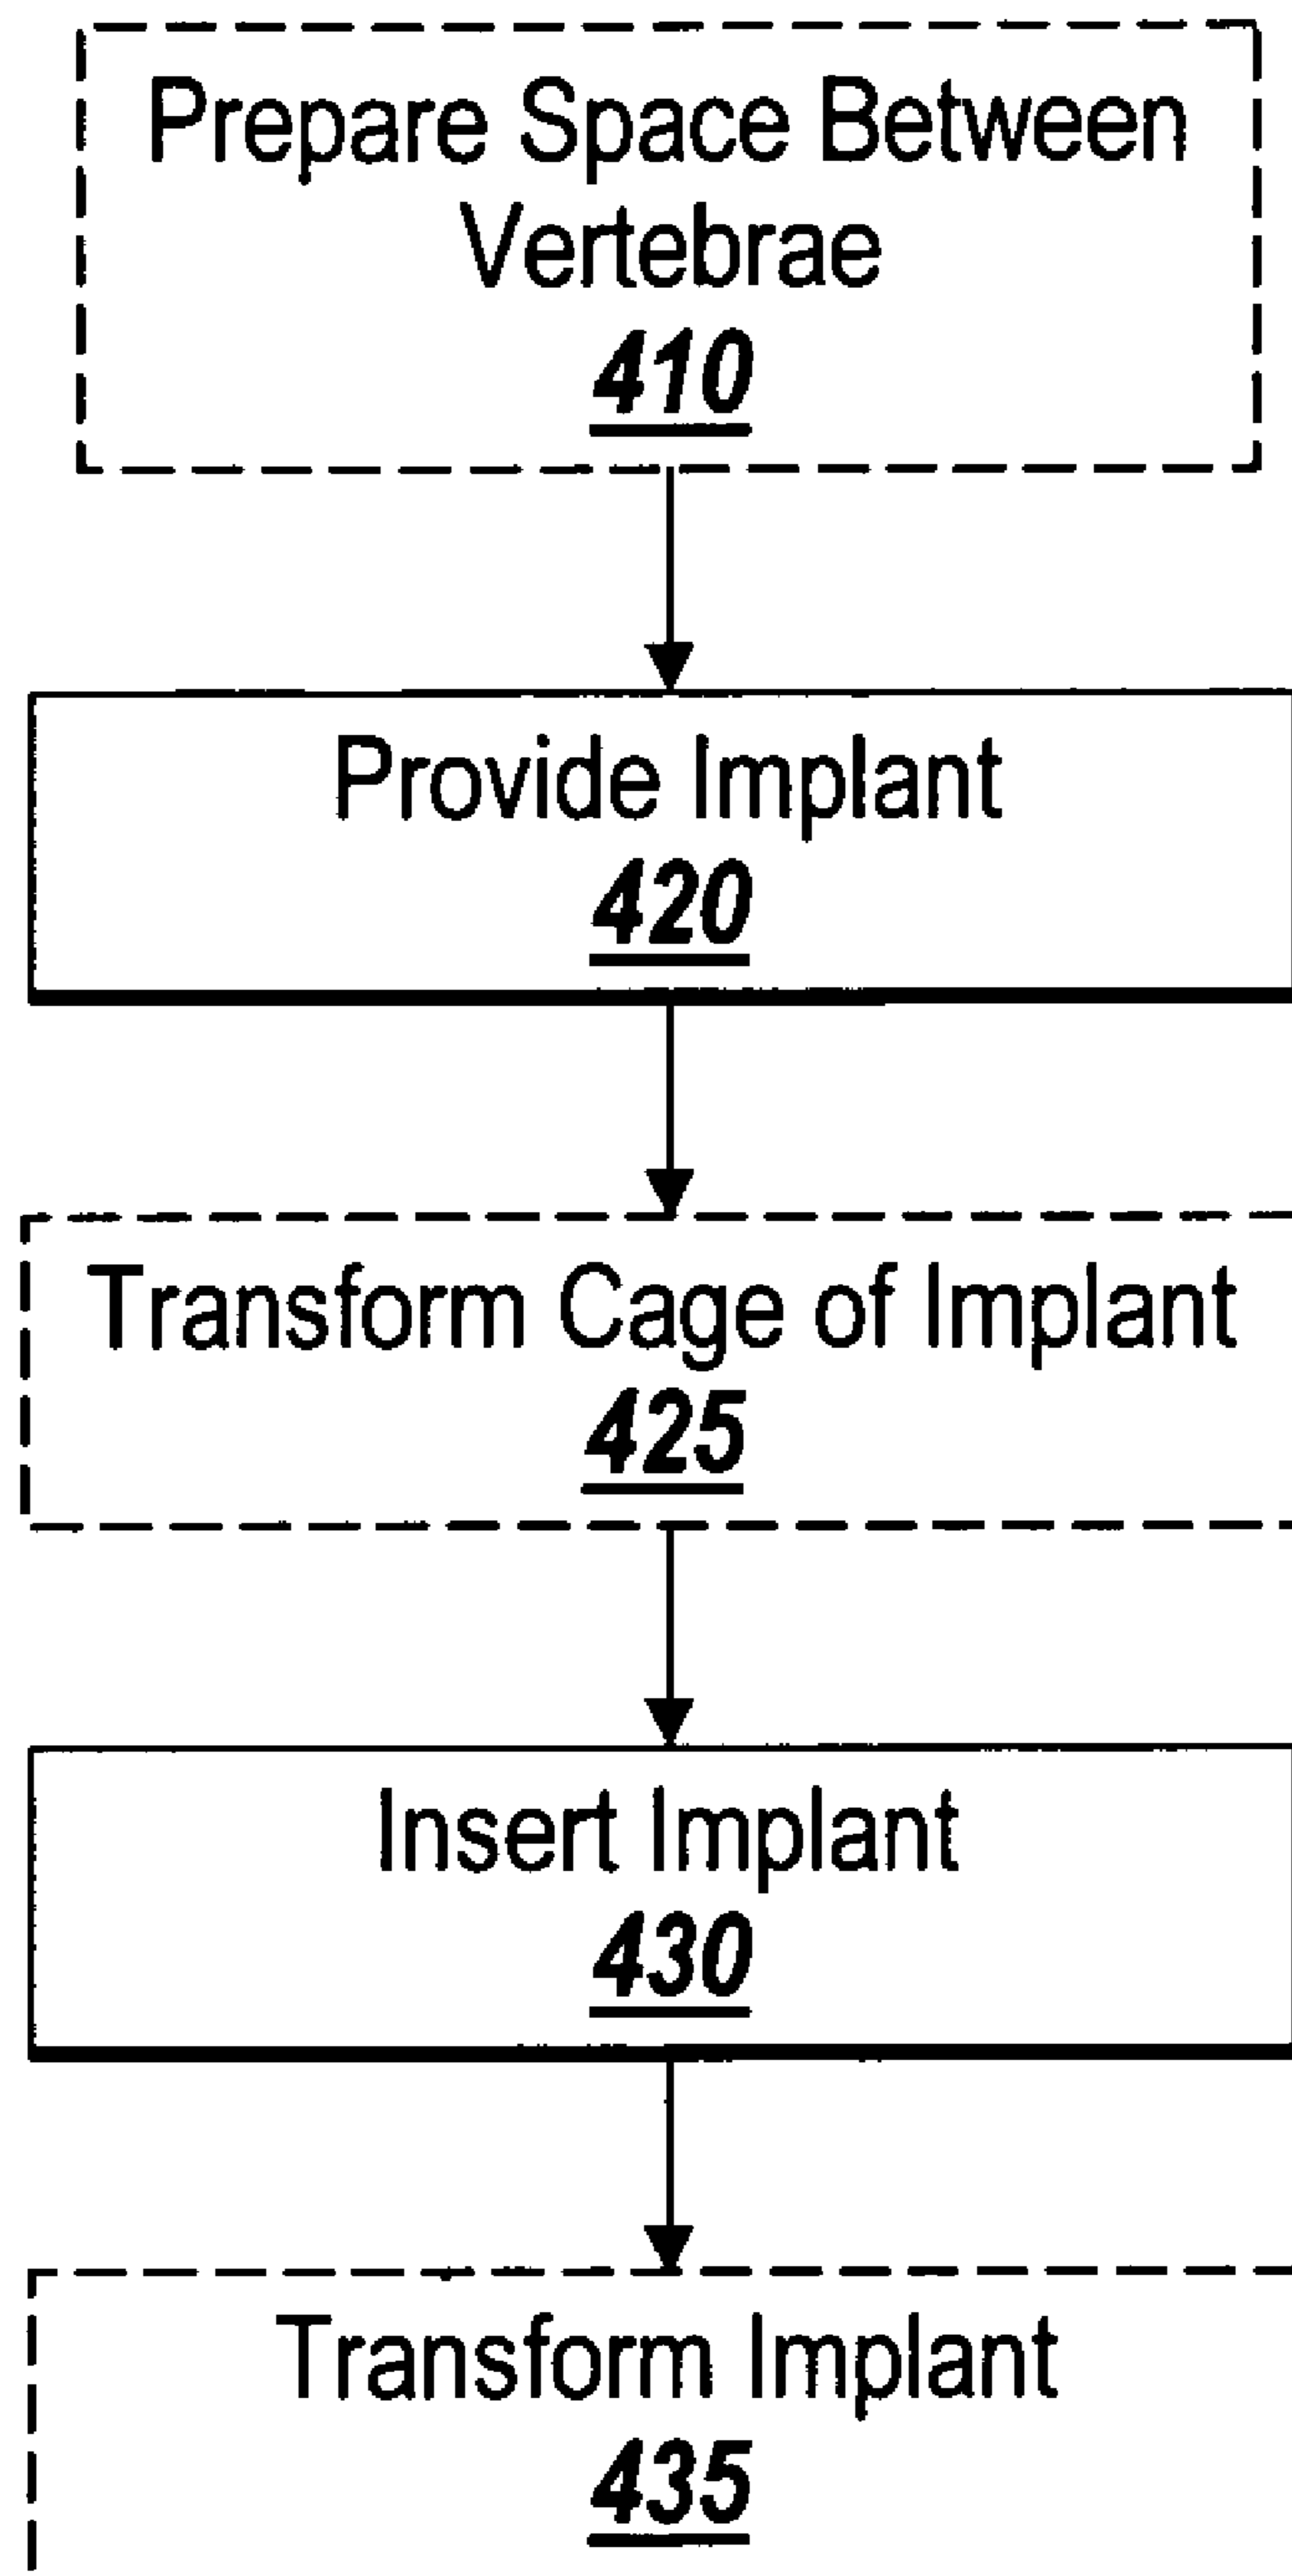 Prepare Space Between
Vertebrae
410
Provide Implant
420
Transform Cage of Implant
425
Insert Implant
430
Transform Implant
435